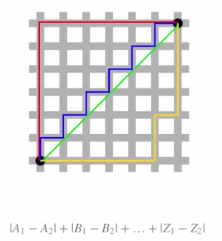 |A₁ − A₂| + |B₁ − B₂| + … + |Z₁ − Z₂|